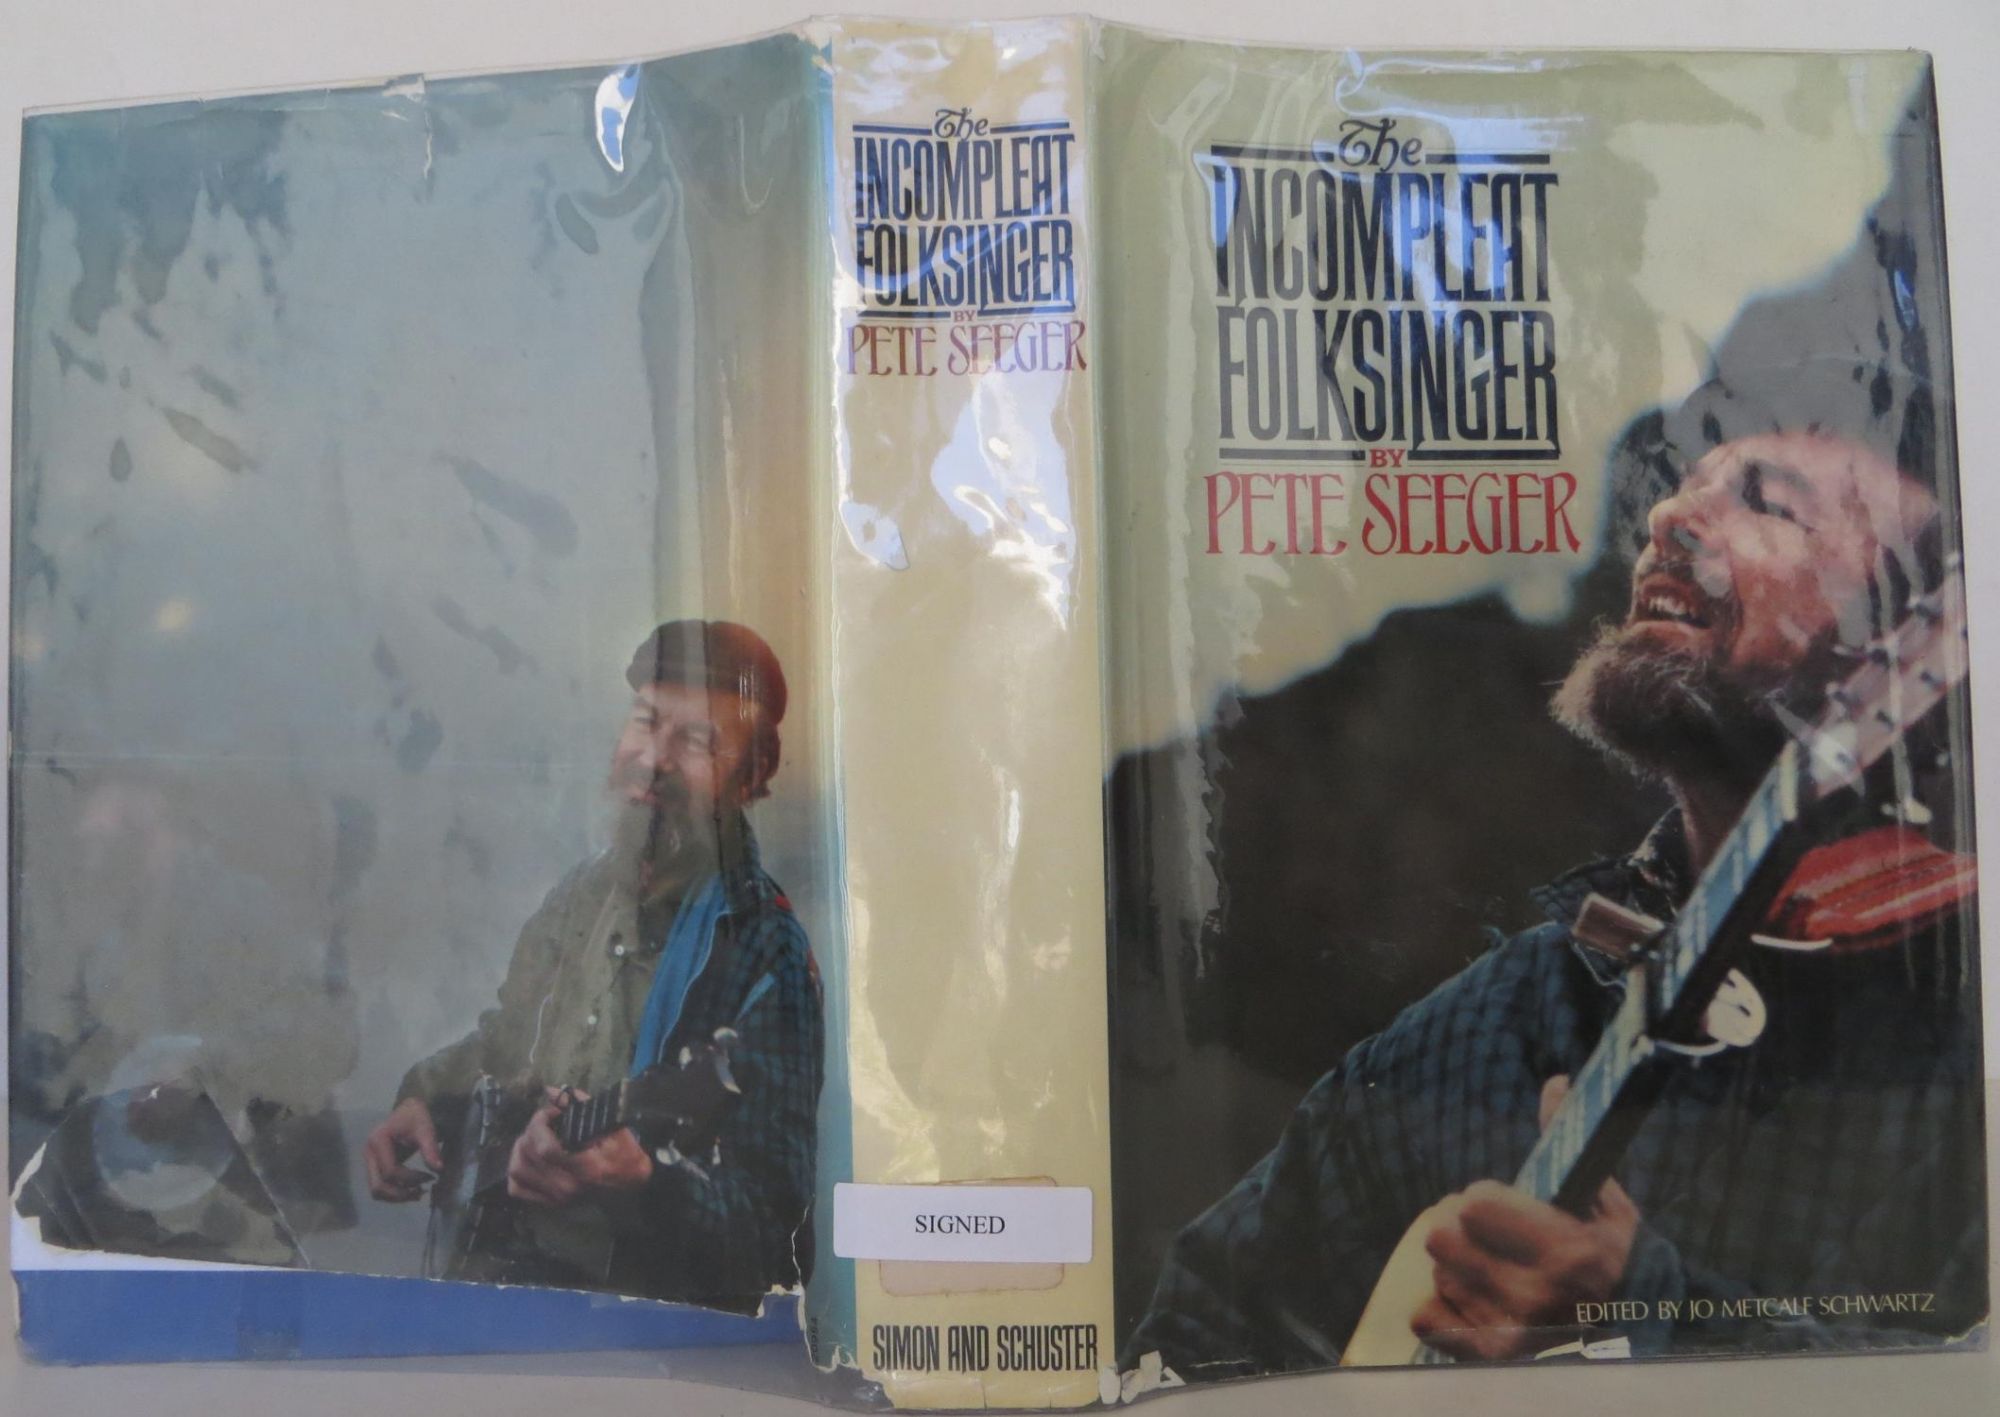 The
INCOMPLEAT
FOLKSINGER
BY
PETE SEEGER
SIGNED
SIMON AND SCHUSTER
The
INCOMPLEAT
FOLKSINGER
BY
PETE SEEGER
EDITED BY JO METCALF SCHWARTZ